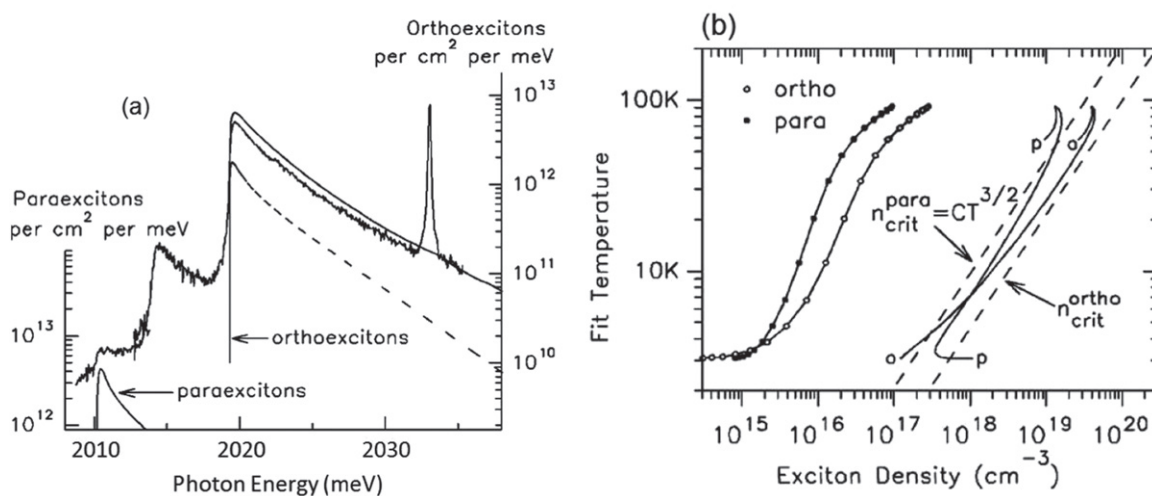 Orthoexcitons
per cm² per meV
(a)
10¹³
10¹²
10¹¹
10¹⁰
Paraexcitons
per cm² per meV
10¹³
10¹²
orthoexcitons
paraexcitons
2010 2020 2030
Photon Energy (meV)
(b)
ortho
para
100K
10K
Fit Temperature
p o
n_crit^para=CT^3/2
n_crit^ortho
o p
10¹⁵ 10¹⁶ 10¹⁷ 10¹⁸ 10¹⁹ 10²⁰
Exciton Density (cm⁻³)